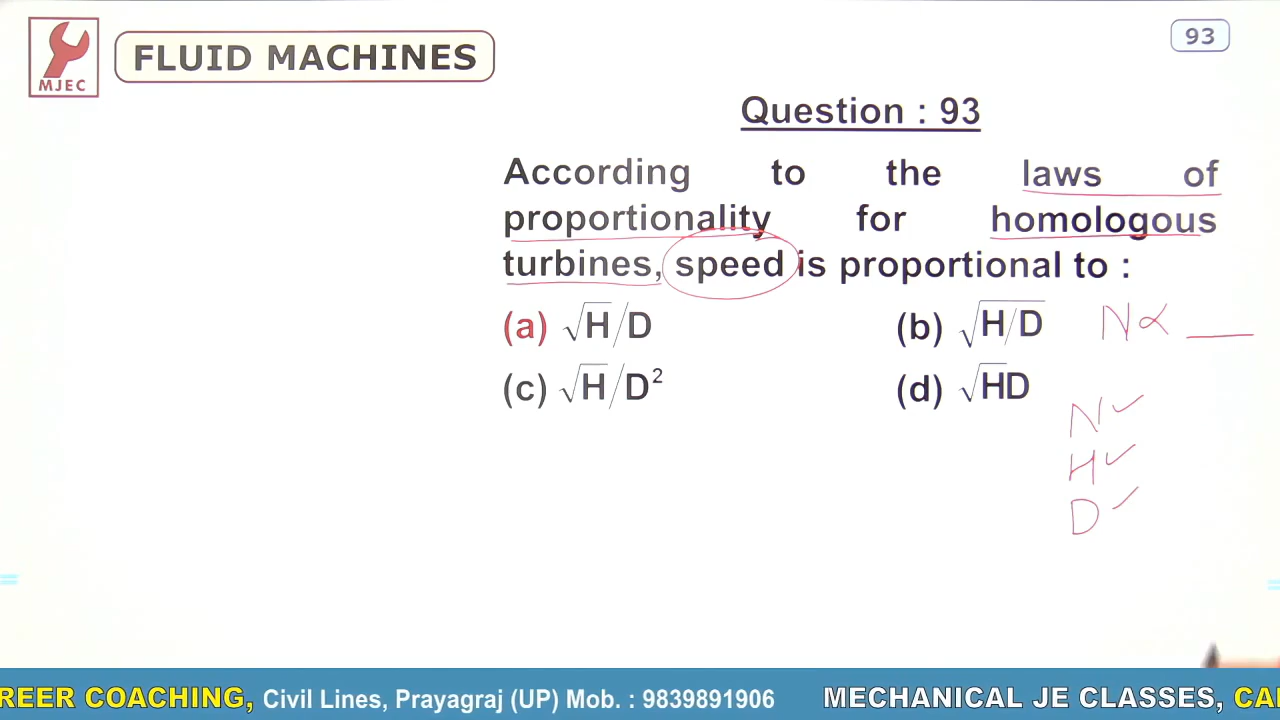 MJEC
FLUID MACHINES
93
Question : 93
According to the laws of
proportionality for homologous
turbines, speed is proportional to :
(a) √H/D (b) √H/D
(c) √H/D² (d) √HD
N∝ __
N✓
H✓
D✓
REER COACHING, Civil Lines, Prayagraj (UP) Mob. : 9839891906 MECHANICAL JE CLASSES, CA